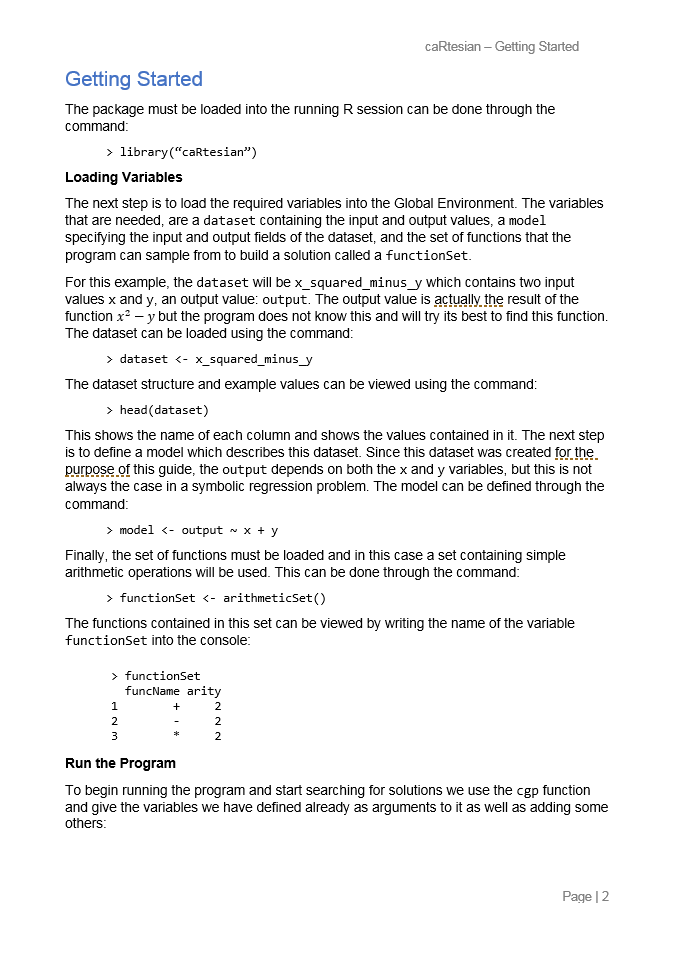 caRtesian – Getting Started
Getting Started
The package must be loaded into the running R session can be done through the
command:
> library(“caRtesian”)
Loading Variables
The next step is to load the required variables into the Global Environment. The variables
that are needed, are a dataset containing the input and output values, a model
specifying the input and output fields of the dataset, and the set of functions that the
program can sample from to build a solution called a functionSet.
For this example, the dataset will be x_squared_minus_y which contains two input
values x and y, an output value: output. The output value is actually the result of the
function x² − y but the program does not know this and will try its best to find this function.
The dataset can be loaded using the command:
> dataset <- x_squared_minus_y
The dataset structure and example values can be viewed using the command:
> head(dataset)
This shows the name of each column and shows the values contained in it. The next step
is to define a model which describes this dataset. Since this dataset was created for the
purpose of this guide, the output depends on both the x and y variables, but this is not
always the case in a symbolic regression problem. The model can be defined through the
command:
> model <- output ~ x + y
Finally, the set of functions must be loaded and in this case a set containing simple
arithmetic operations will be used. This can be done through the command:
> functionSet <- arithmeticSet()
The functions contained in this set can be viewed by writing the name of the variable
functionSet into the console:
> functionSet
funcName arity
1 + 2
2 - 2
3 * 2
Run the Program
To begin running the program and start searching for solutions we use the cgp function
and give the variables we have defined already as arguments to it as well as adding some
others:
Page | 2